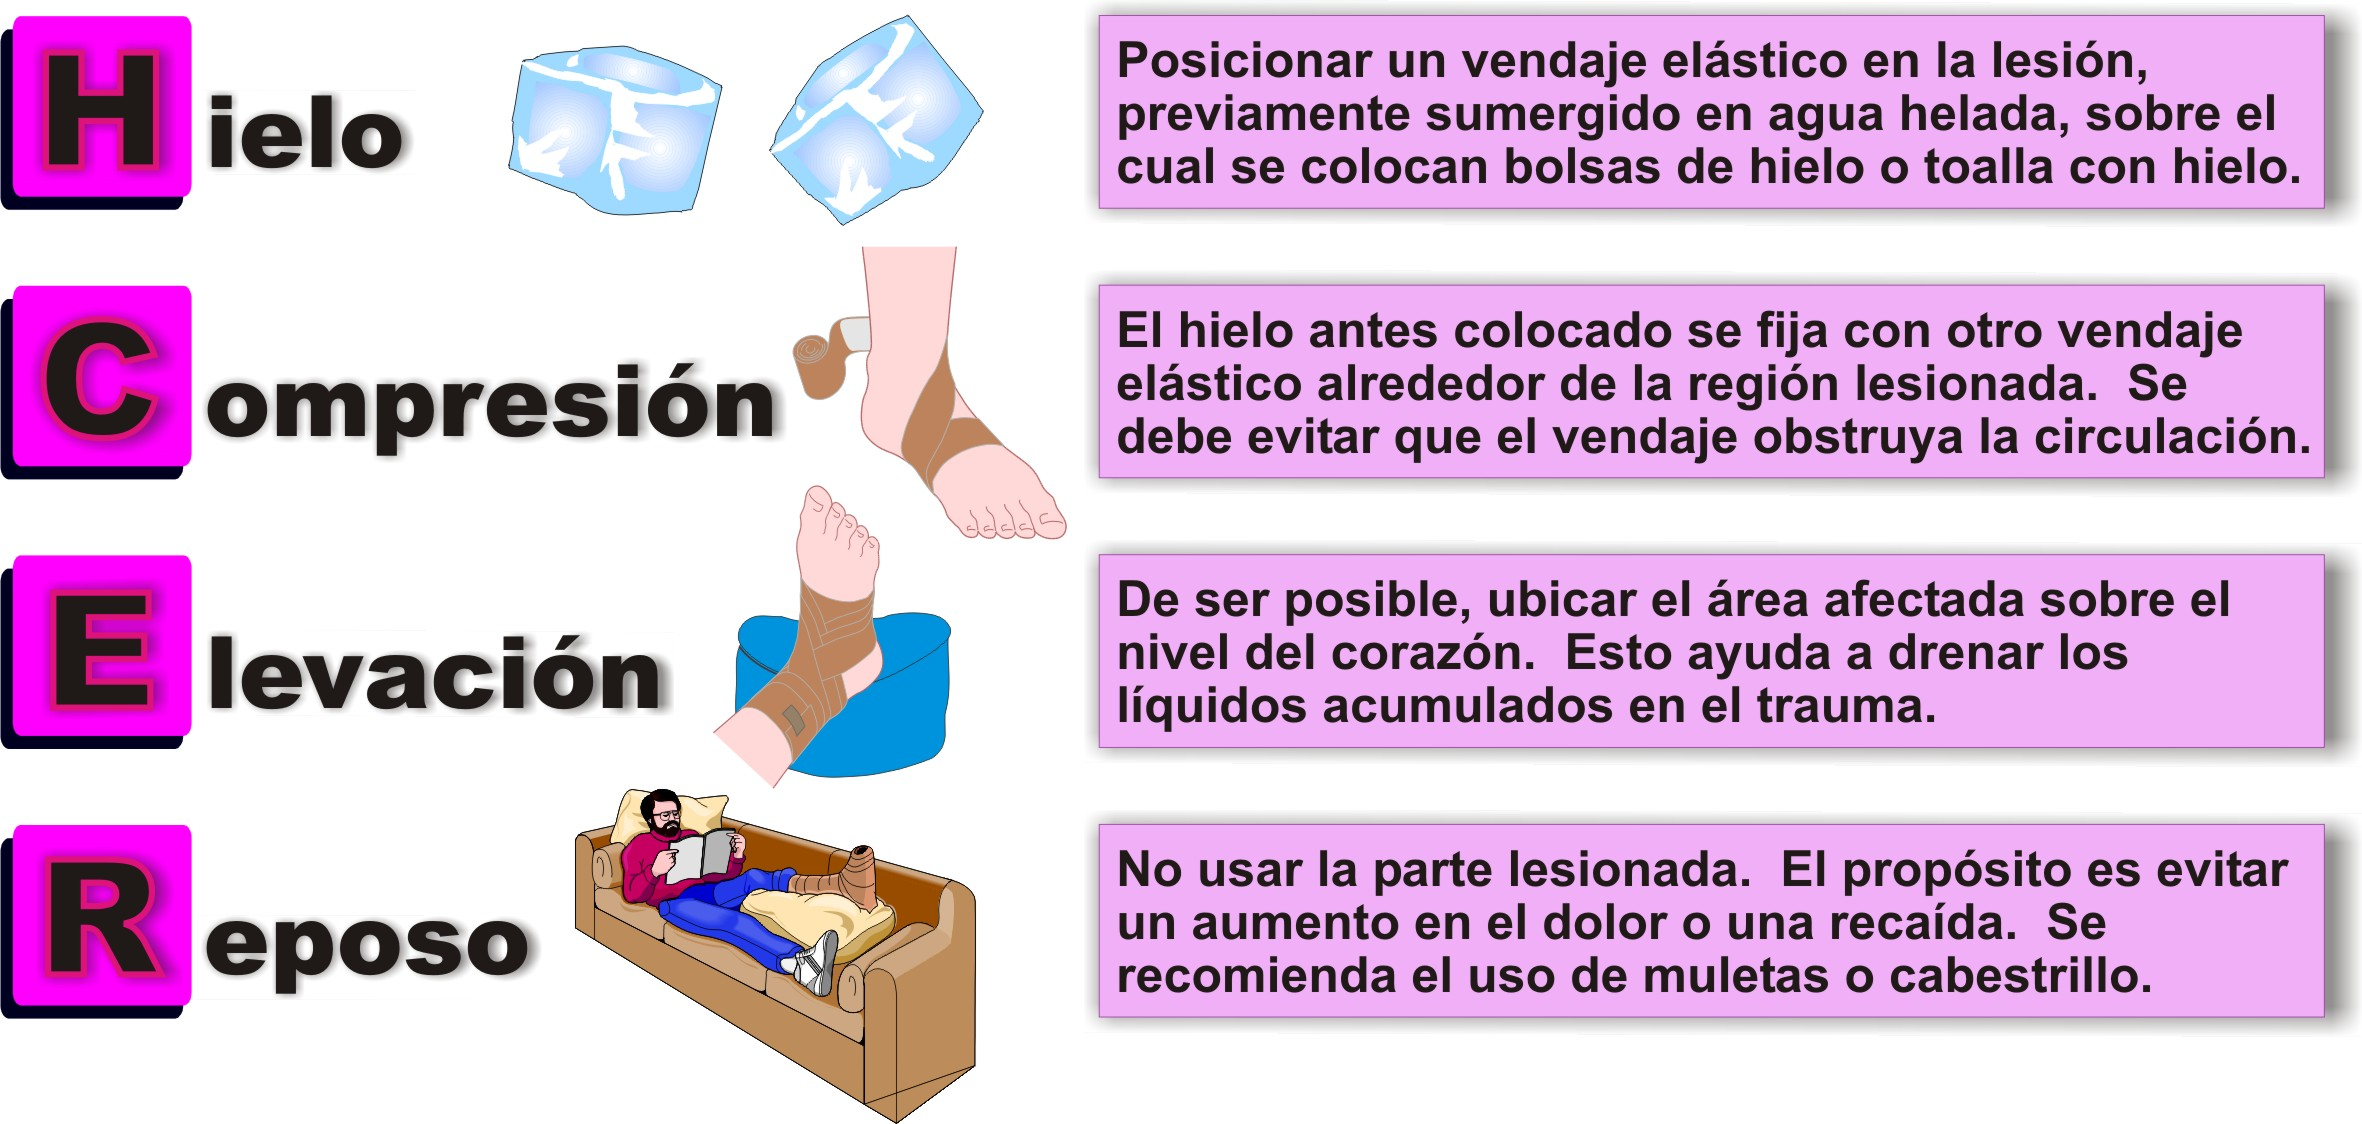 Hielo
Posicionar un vendaje elástico en la lesión,
previamente sumergido en agua helada, sobre el
cual se colocan bolsas de hielo o toalla con hielo.
Compresión
El hielo antes colocado se fija con otro vendaje
elástico alrededor de la región lesionada.  Se
debe evitar que el vendaje obstruya la circulación.
Elevación
De ser posible, ubicar el área afectada sobre el
nivel del corazón.  Esto ayuda a drenar los
líquidos acumulados en el trauma.
Reposo
No usar la parte lesionada.  El propósito es evitar
un aumento en el dolor o una recaída.  Se
recomienda el uso de muletas o cabestrillo.